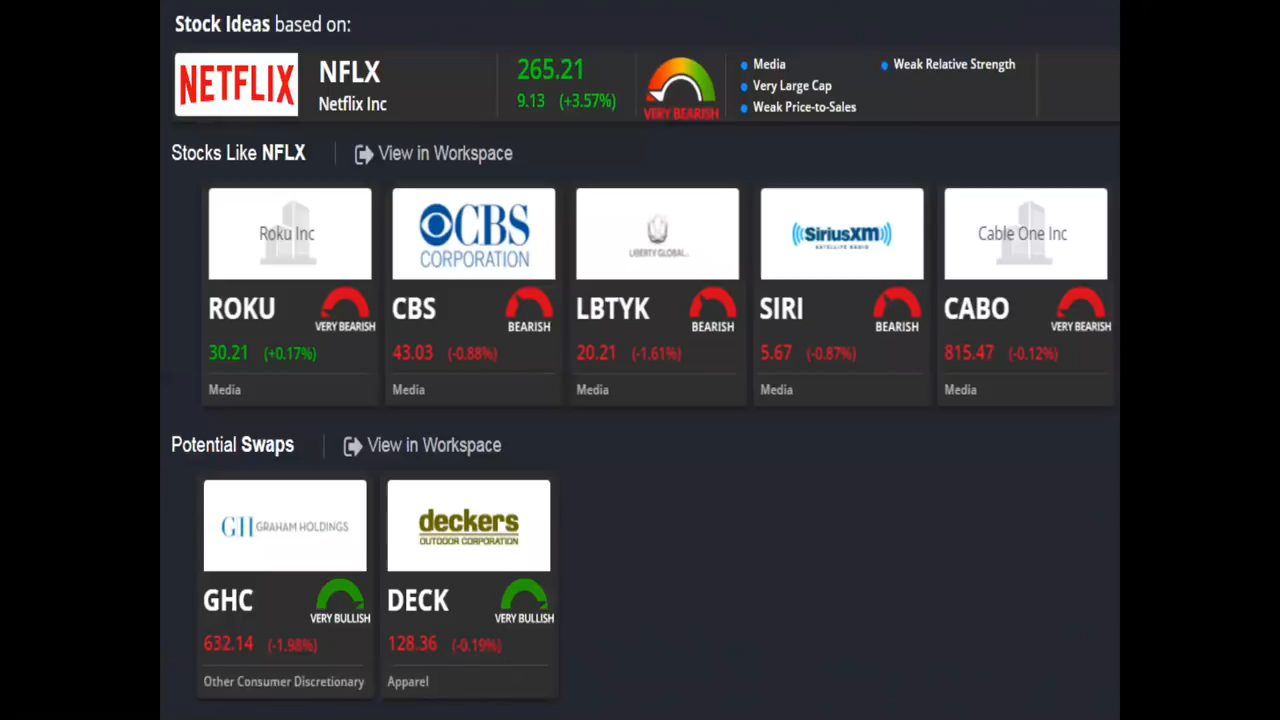 Stock Ideas based on:
NETFLIX
NFLX
Netflix Inc
265.21
9.13 (+3.57%)
VERY BEARISH
Media
Very Large Cap
Weak Price-to-Sales
Weak Relative Strength
Stocks Like NFLX
View in Workspace
Roku Inc
ROKU
VERY BEARISH
30.21 (+0.17%)
Media
CBS
CORPORATION
CBS
BEARISH
43.03 (-0.88%)
Media
LIBERTY GLOBAL
LBTYK
BEARISH
20.21 (-1.61%)
Media
SiriusXM
SATELLITE RADIO
SIRI
BEARISH
5.67 (-0.87%)
Media
Cable One Inc
CABO
VERY BEARISH
815.47 (-0.12%)
Media
Potential Swaps
View in Workspace
GH GRAHAM HOLDINGS
GHC
VERY BULLISH
632.14 (-1.98%)
Other Consumer Discretionary
deckers
OUTDOOR CORPORATION
DECK
VERY BULLISH
128.36 (-0.19%)
Apparel